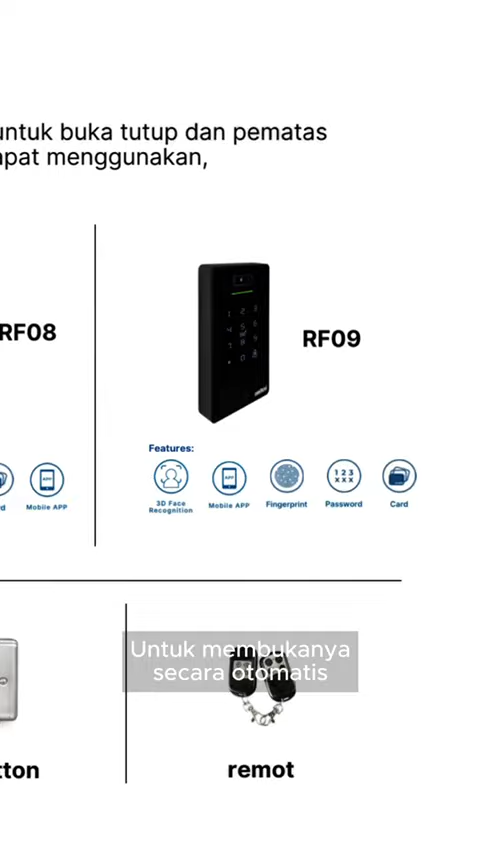 untuk buka tutup dan pematas
apat menggunakan,
RF08
RF09
Features:
3D Face
Recognition
Mobile APP
Fingerprint
Password
Card
d
Mobile APP
Untuk membukanya
secara otomatis
tton
remot